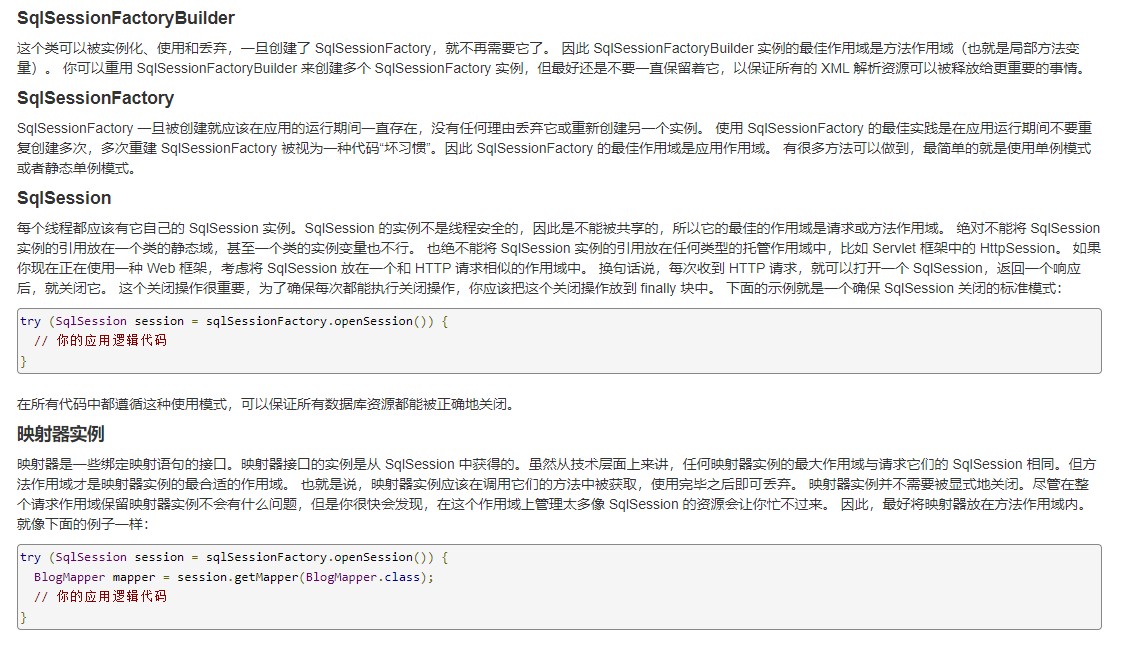 SqlSessionFactoryBuilder
这个类可以被实例化、使用和丢弃，一旦创建了 SqlSessionFactory，就不再需要它了。 因此 SqlSessionFactoryBuilder 实例的最佳作用域是方法作用域（也就是局部方法变
量）。 你可以重用 SqlSessionFactoryBuilder 来创建多个 SqlSessionFactory 实例，但最好还是不要一直保留着它，以保证所有的 XML 解析资源可以被释放给更重要的事情。
SqlSessionFactory
SqlSessionFactory 一旦被创建就应该在应用的运行期间一直存在，没有任何理由丢弃它或重新创建另一个实例。 使用 SqlSessionFactory 的最佳实践是在应用运行期间不要重
复创建多次，多次重建 SqlSessionFactory 被视为一种代码“坏习惯”。因此 SqlSessionFactory 的最佳作用域是应用作用域。 有很多方法可以做到，最简单的就是使用单例模式
或者静态单例模式。
SqlSession
每个线程都应该有它自己的 SqlSession 实例。SqlSession 的实例不是线程安全的，因此是不能被共享的，所以它的最佳的作用域是请求或方法作用域。 绝对不能将 SqlSession
实例的引用放在一个类的静态域，甚至一个类的实例变量也不行。 也绝不能将 SqlSession 实例的引用放在任何类型的托管作用域中，比如 Servlet 框架中的 HttpSession。 如果
你现在正在使用一种 Web 框架，考虑将 SqlSession 放在一个和 HTTP 请求相似的作用域中。 换句话说，每次收到 HTTP 请求，就可以打开一个 SqlSession，返回一个响应
后，就关闭它。 这个关闭操作很重要，为了确保每次都能执行关闭操作，你应该把这个关闭操作放到 finally 块中。 下面的示例就是一个确保 SqlSession 关闭的标准模式：
try (SqlSession session = sqlSessionFactory.openSession()) {
  // 你的应用逻辑代码
}
在所有代码中都遵循这种使用模式，可以保证所有数据库资源都能被正确地关闭。
映射器实例
映射器是一些绑定映射语句的接口。映射器接口的实例是从 SqlSession 中获得的。虽然从技术层面上来讲，任何映射器实例的最大作用域与请求它们的 SqlSession 相同。但方
法作用域才是映射器实例的最合适的作用域。 也就是说，映射器实例应该在调用它们的方法中被获取，使用完毕之后即可丢弃。 映射器实例并不需要被显式地关闭。尽管在整
个请求作用域保留映射器实例不会有什么问题，但是你很快会发现，在这个作用域上管理太多像 SqlSession 的资源会让你忙不过来。 因此，最好将映射器放在方法作用域内。
就像下面的例子一样：
try (SqlSession session = sqlSessionFactory.openSession()) {
  BlogMapper mapper = session.getMapper(BlogMapper.class);
  // 你的应用逻辑代码
}